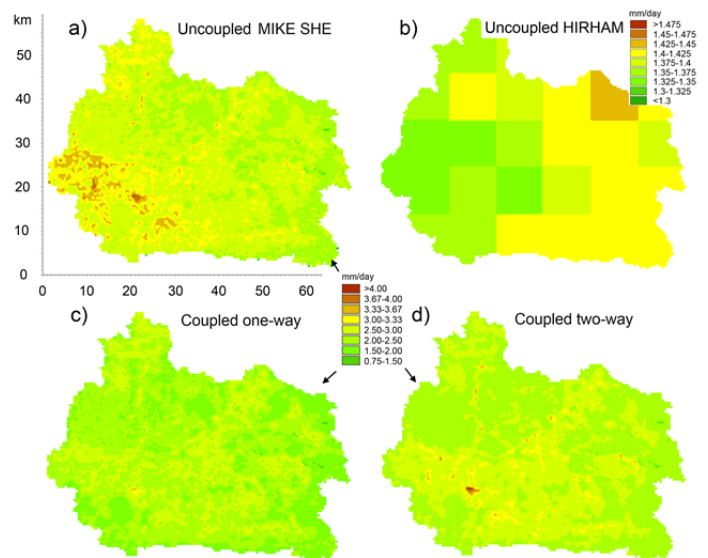 km
a)
Uncoupled MIKE SHE
50
40
30
20
10
0
0 10 20 30 40 50 60
b)
Uncoupled HIRHAM
mm/day
>1.475
1.45-1.475
1.425-1.45
1.4-1.425
1.375-1.4
1.35-1.375
1.325-1.35
1.3-1.325
<1.3
mm/day
>4.00
3.67-4.00
3.33-3.67
3.00-3.33
2.50-3.00
2.00-2.50
1.50-2.00
0.75-1.50
c)
Coupled one-way
d)
Coupled two-way